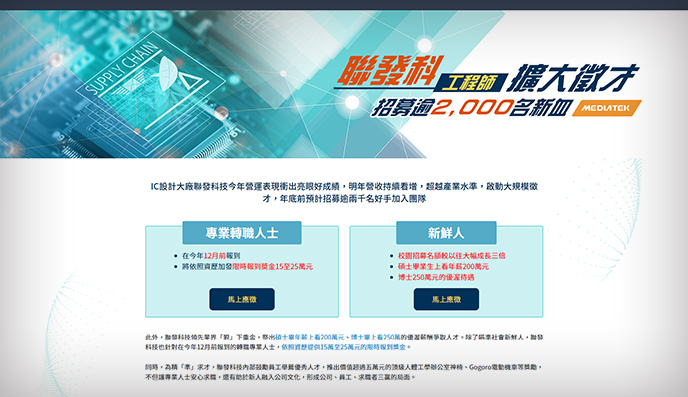 SUPPLY CHAIN
聯發科 工程師 擴大徵才
招募逾2,000名新血 MEDIATEK
IC設計大廠聯發科技今年營運表現衝出亮眼好成績，明年營收持續看增，超越產業水準，啟動大規模徵
才，年底前預計招募逾兩千名好手加入團隊
專業轉職人士
在今年12月前報到
將依照資歷加發限時報到獎金15至25萬元
馬上應徵
新鮮人
校園招募名額較以往大幅成長三倍
碩士畢業生上看年薪200萬元
博士250萬元的優渥待遇
馬上應徵
此外，聯發科技領先業界「狠」下重金，祭出碩士畢年薪上看200萬元、博士畢上看250萬的優渥薪酬爭取人才。除了瞄準社會新鮮人，聯發
科技也針對在今年12月前報到的轉職專業人士，依照資歷提供15萬至25萬元的限時報到獎金。
同時，為精「準」求才，聯發科技內部鼓勵員工舉薦優秀人才，推出價值超過五萬元的頂級人體工學辦公室神椅、Gogoro電動機車等獎勵，
不但讓專業人士安心求職，還有助於新人融入公司文化，形成公司、員工、求職者三贏的局面。